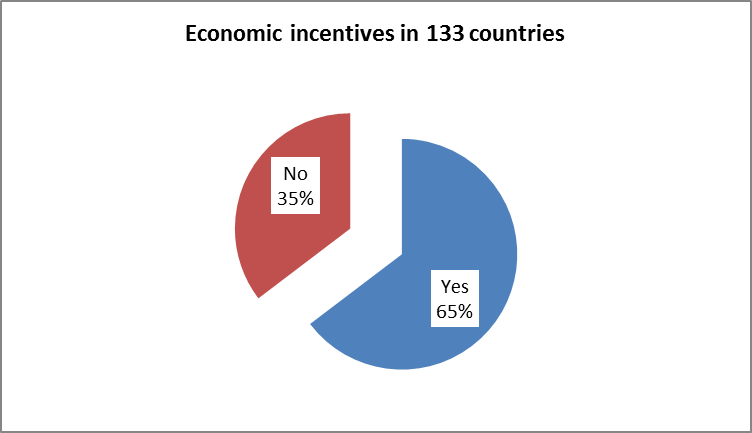 Economic incentives in 133 countries
No
35%
Yes
65%